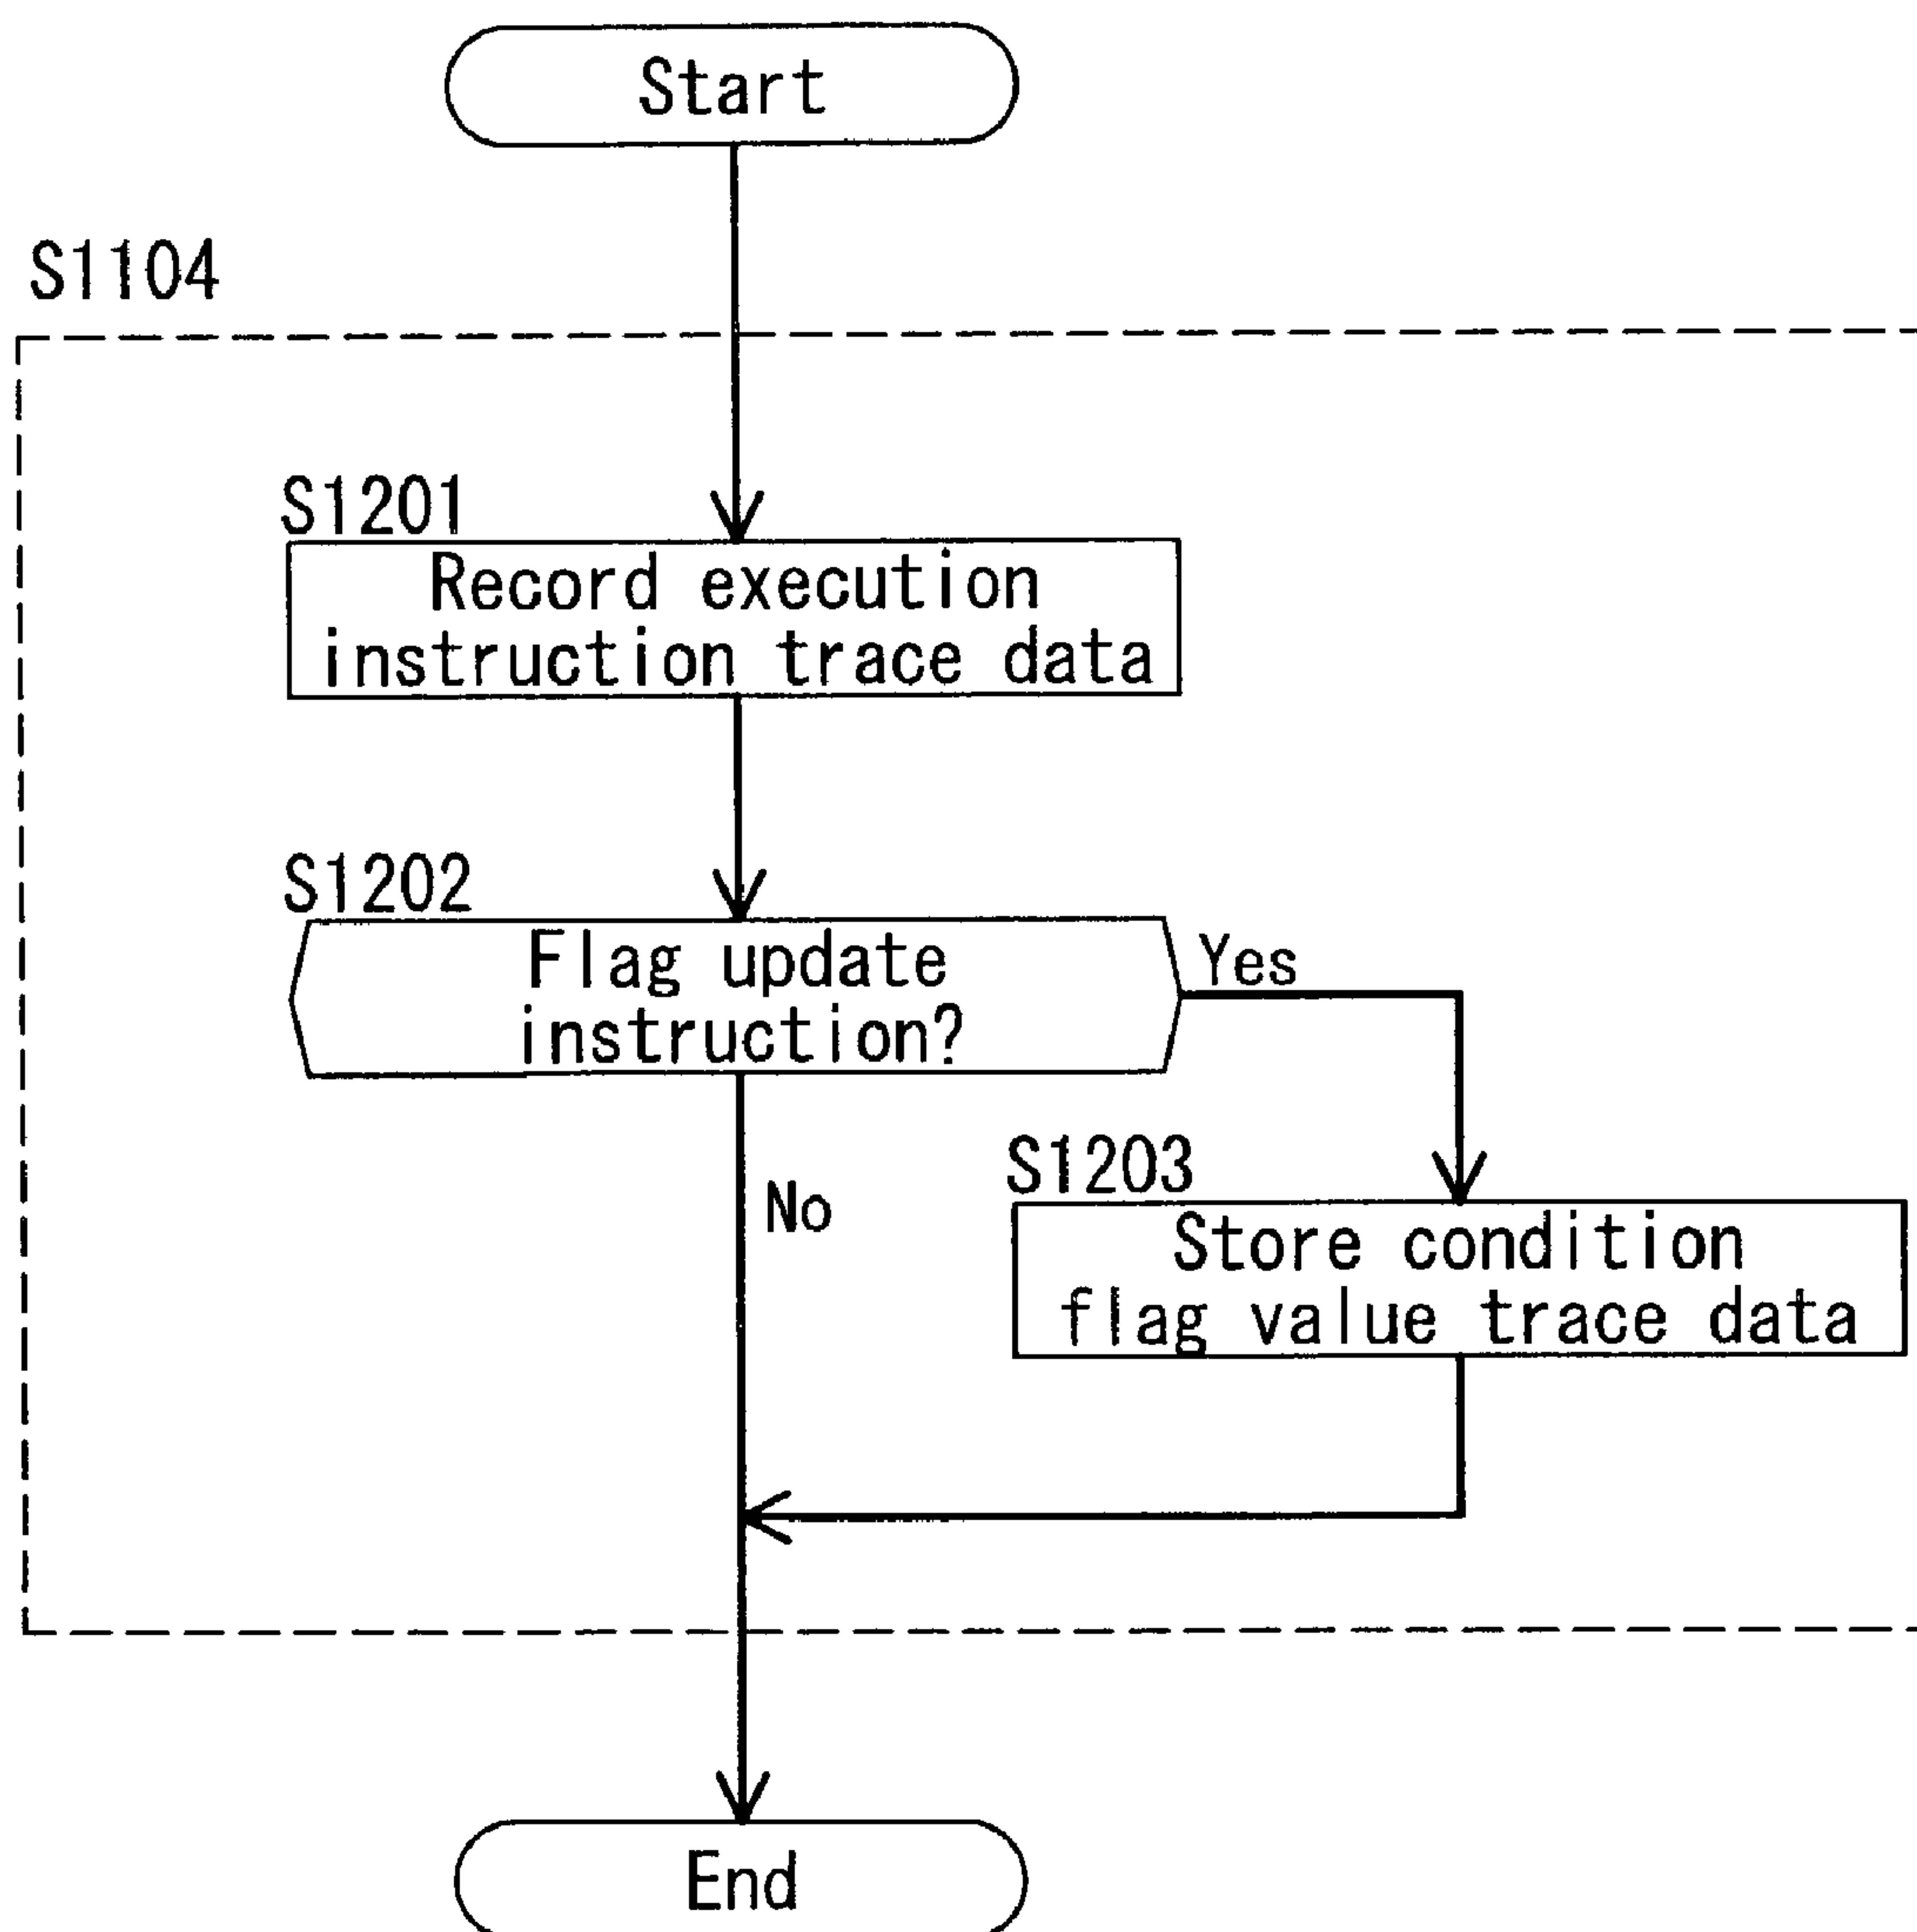 Start
S1104
S1201
Record execution
instruction trace data
S1202
Flag update
instruction?
Yes
S1203
No
Store condition
flag value trace data
End